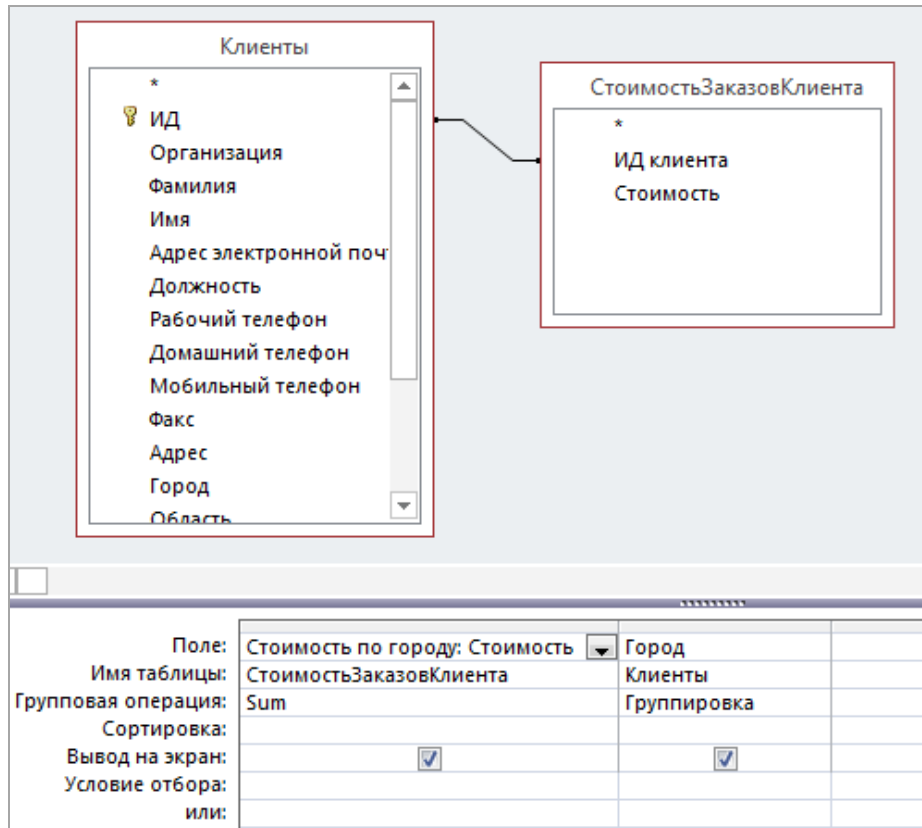 Клиенты
*
ИД
Организация
Фамилия
Имя
Адрес электронной поч
Должность
Рабочий телефон
Домашний телефон
Мобильный телефон
Факс
Адрес
Город
Область
СтоимостьЗаказовКлиента
*
ИД клиента
Стоимость
Поле: Стоимость по городу: Стоимость Город
Имя таблицы: СтоимостьЗаказовКлиента Клиенты
Групповая операция: Sum Группировка
Сортировка:
Вывод на экран:
Условие отбора:
или: